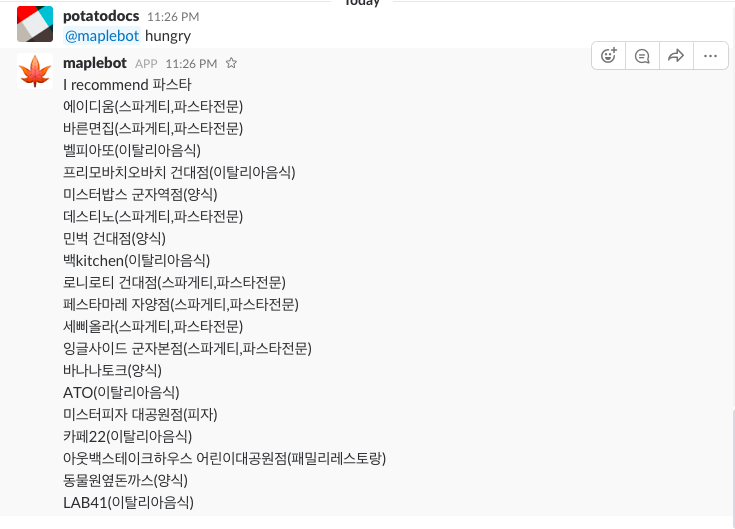 Today
potatodocs 11:26 PM
@maplebot hungry
maplebot APP 11:26 PM
I recommend 파스타
에이디움(스파게티,파스타전문)
바른면집(스파게티,파스타전문)
벨피아또(이탈리아음식)
프리모바치오바치 건대점(이탈리아음식)
미스터밥스 군자역점(양식)
데스티노(스파게티,파스타전문)
민벅 건대점(양식)
백kitchen(이탈리아음식)
로니로티 건대점(스파게티,파스타전문)
페스타마레 자양점(스파게티,파스타전문)
세삐올라(스파게티,파스타전문)
잉글사이드 군자본점(스파게티,파스타전문)
바나나토크(양식)
ATO(이탈리아음식)
미스터피자 대공원점(피자)
카페22(이탈리아음식)
아웃백스테이크하우스 어린이대공원점(패밀리레스토랑)
동물원옆돈까스(양식)
LAB41(이탈리아음식)